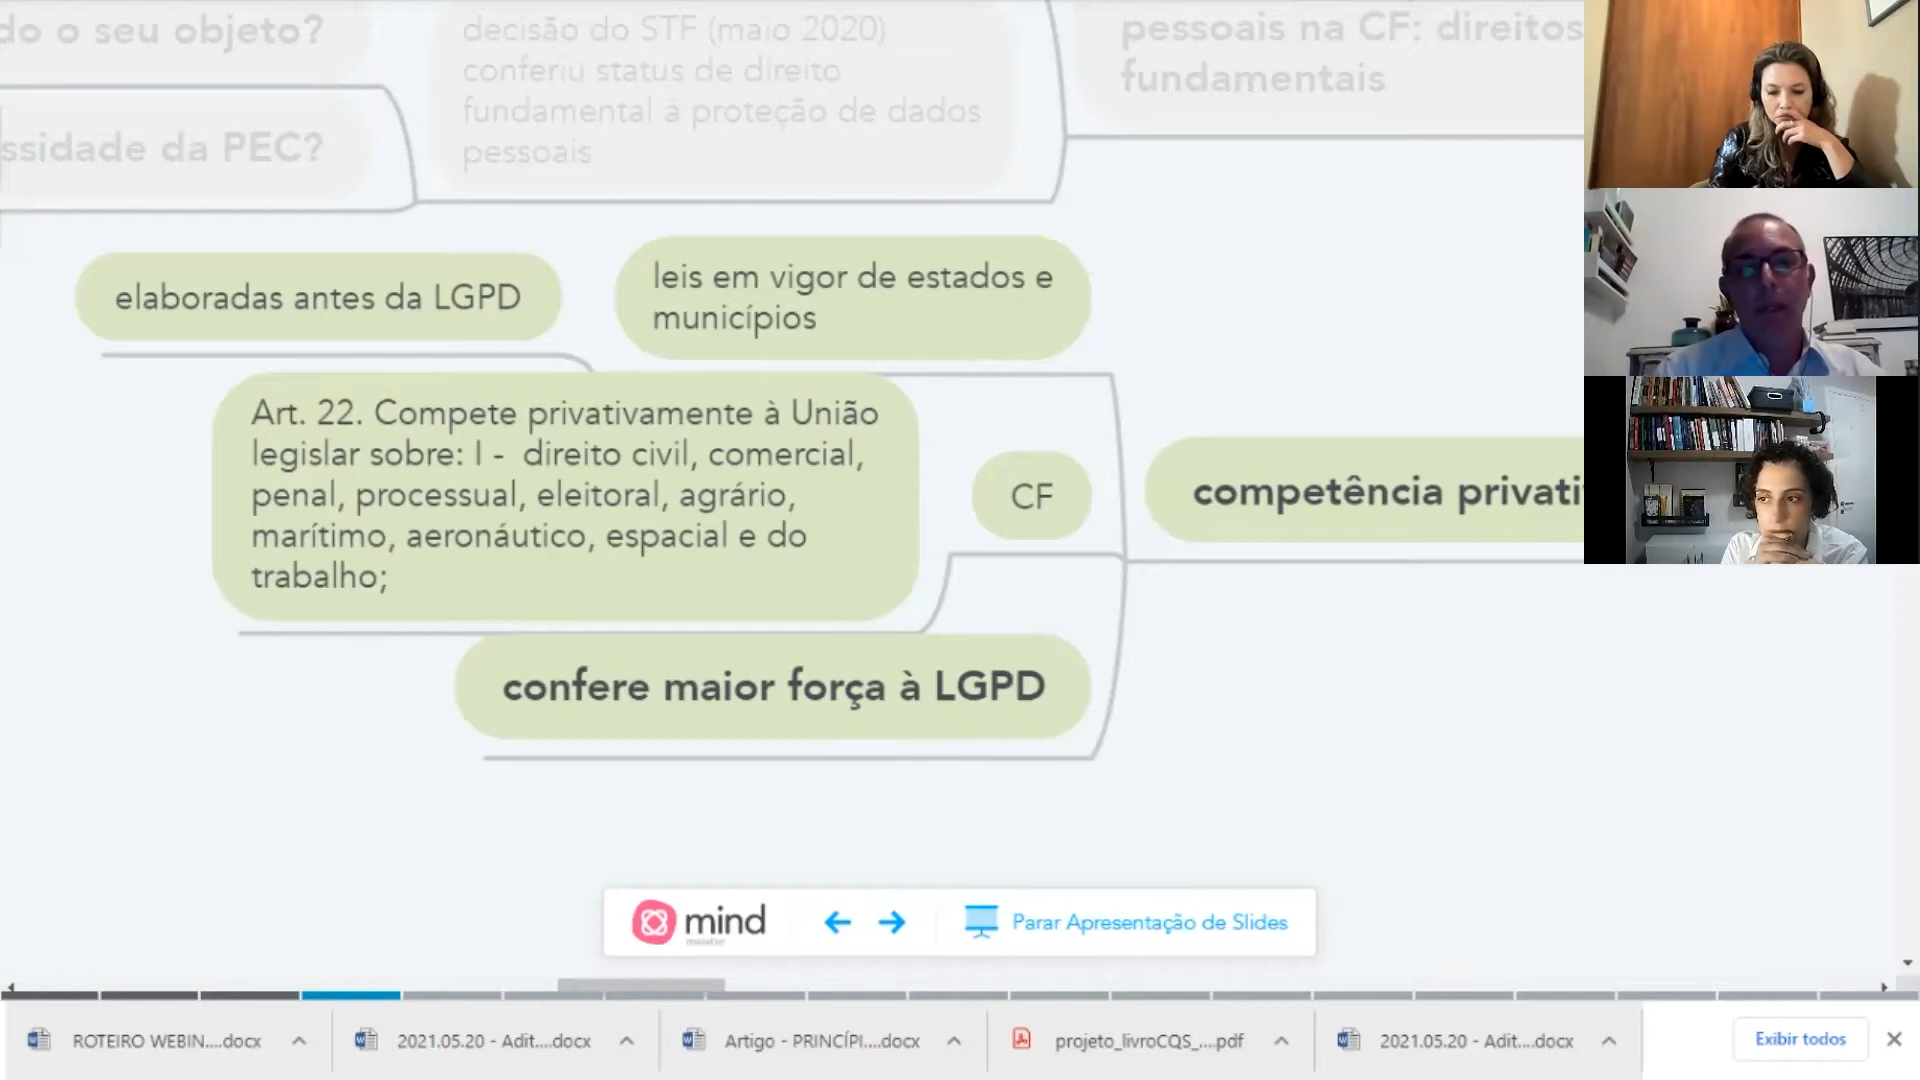 do o seu objeto?
decisão do STF (maio 2020)
conferiu status de direito
fundamental à proteção de dados
pessoais
pessoais na CF: direitos
fundamentais
ssidade da PEC?
elaboradas antes da LGPD
leis em vigor de estados e
municípios
Art. 22. Compete privativamente à União
legislar sobre: I - direito civil, comercial,
penal, processual, eleitoral, agrário,
marítimo, aeronáutico, espacial e do
trabalho;
CF
competência privati
confere maior força à LGPD
mind
meister
Parar Apresentação de Slides
ROTEIRO WEBIN....docx
2021.05.20 - Adit....docx
Artigo - PRINCÍPI....docx
projeto_livroCQS_....pdf
2021.05.20 - Adit....docx
Exibir todos